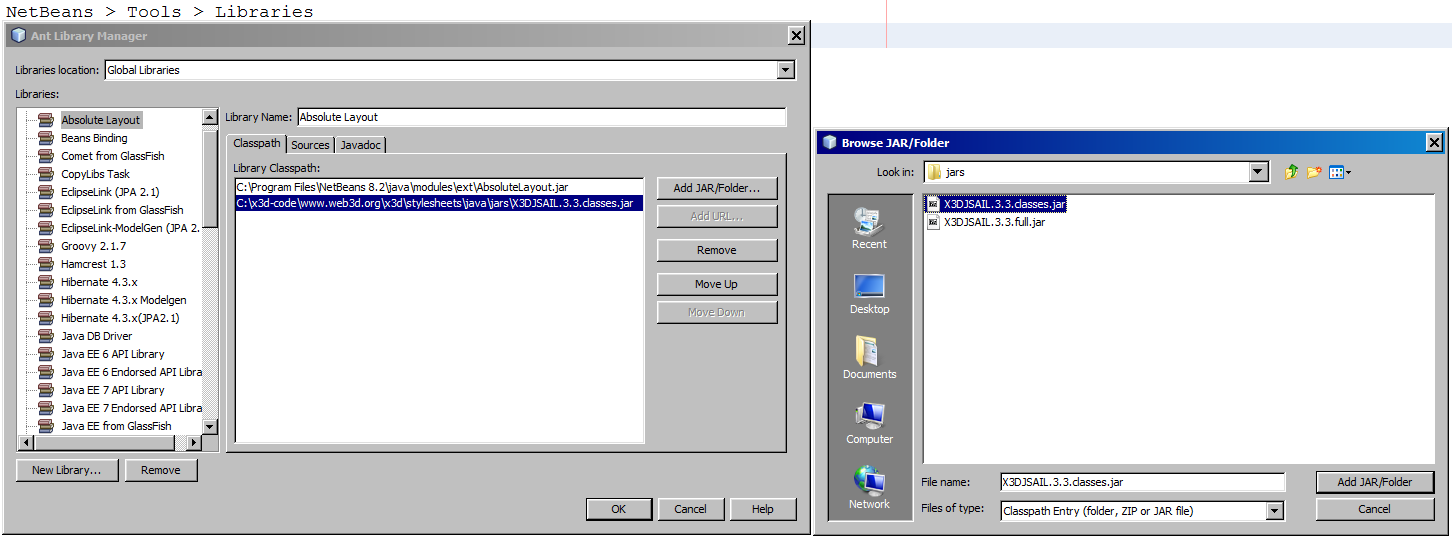 NetBeans > Tools > Libraries
Ant Library Manager
Libraries location: Global Libraries
Libraries:
Absolute Layout
Beans Binding
Comet from GlassFish
CopyLibs Task
EclipseLink (JPA 2.1)
EclipseLink from GlassFish
EclipseLink-ModelGen (JPA 2.
Groovy 2.1.7
Hamcrest 1.3
Hibernate 4.3.x
Hibernate 4.3.x Modelgen
Hibernate 4.3.x(JPA2.1)
Java DB Driver
Java EE 6 API Library
Java EE 6 Endorsed API Libra
Java EE 7 API Library
Java EE 7 Endorsed API Libra
Java EE from GlassFish
New Library... Remove
Library Name: Absolute Layout
Classpath Sources Javadoc
Library Classpath:
C:\Program Files\NetBeans 8.2\java\modules\ext\AbsoluteLayout.jar
C:\x3d-code\www.web3d.org\x3d\stylesheets\java\jars\X3DJSAIL.3.3.classes.jar
Add JAR/Folder...
Add URL...
Remove
Move Up
Move Down
OK Cancel Help
Browse JAR/Folder
Look in: jars
Recent
Desktop
Documents
Computer
Network
X3DJSAIL.3.3.classes.jar
X3DJSAIL.3.3.full.jar
File name: X3DJSAIL.3.3.classes.jar Add JAR/Folder
Files of type: Classpath Entry (folder, ZIP or JAR file) Cancel